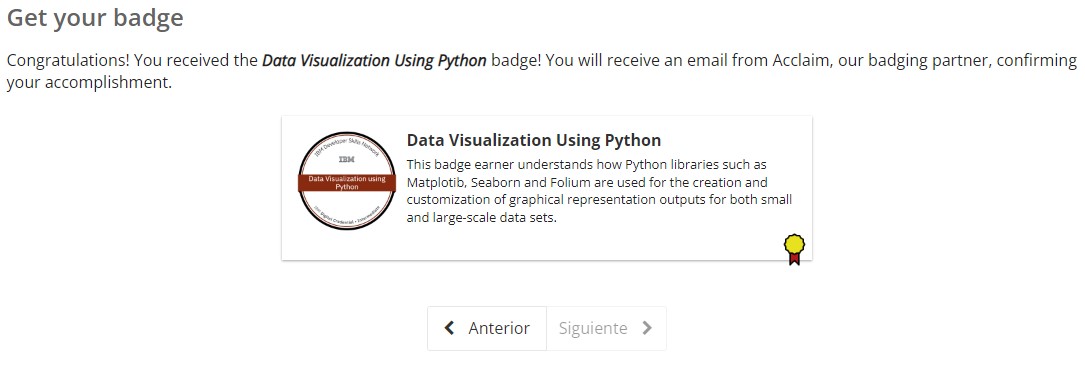 Get your badge
Congratulations! You received the Data Visualization Using Python badge! You will receive an email from Acclaim, our badging partner, confirming
your accomplishment.
IBM Developer Skills Network
IBM
Data Visualization using
Python
Data Visualization Using Python
This badge earner understands how Python libraries such as
Matplotib, Seaborn and Folium are used for the creation and
customization of graphical representation outputs for both small
and large-scale data sets.
Anterior
Siguiente